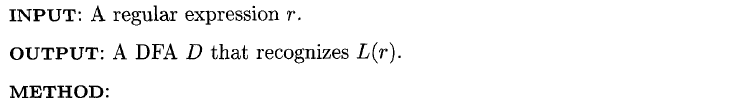 INPUT: A regular expression r.
OUTPUT: A DFA D that recognizes L(r).
METHOD: